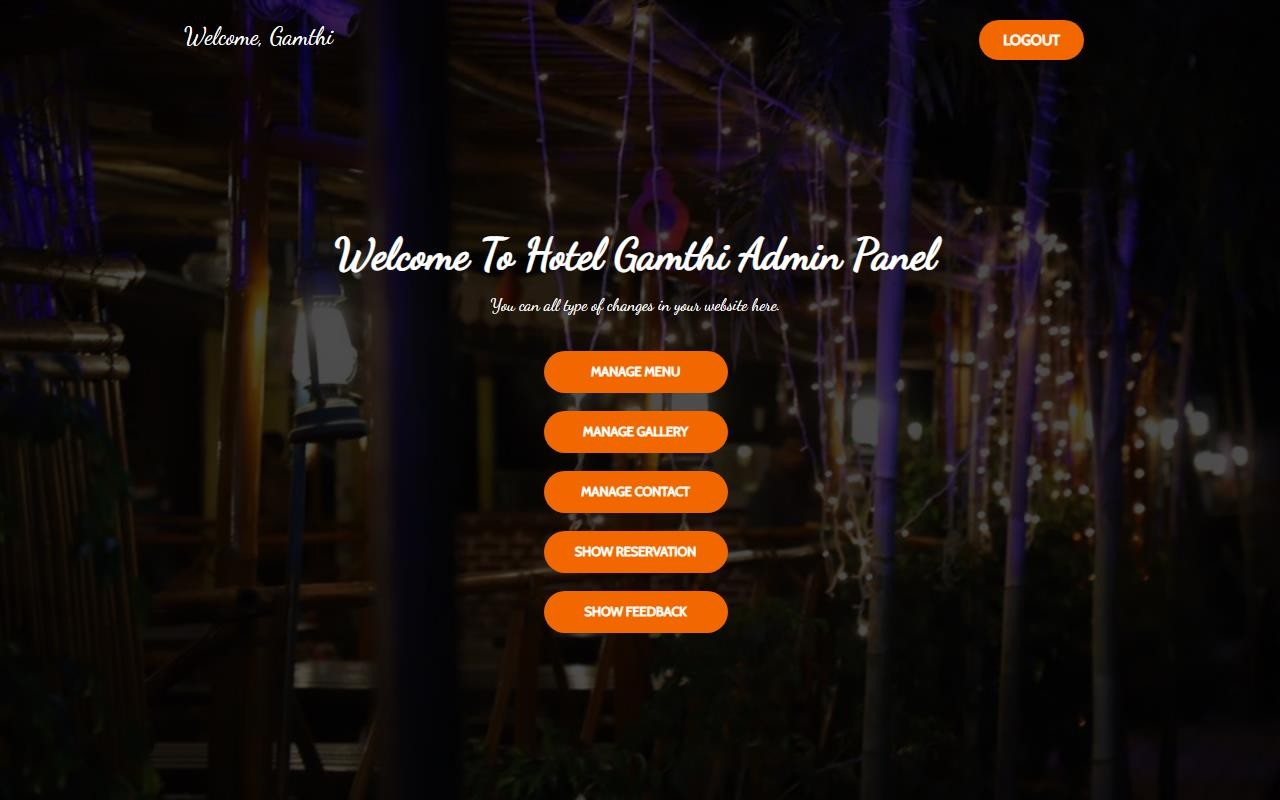 Welcome, Gamthi
LOGOUT
Welcome To Hotel Gamthi Admin Panel
You can all type of changes in your website here.
MANAGE MENU
MANAGE GALLERY
MANAGE CONTACT
SHOW RESERVATION
SHOW FEEDBACK